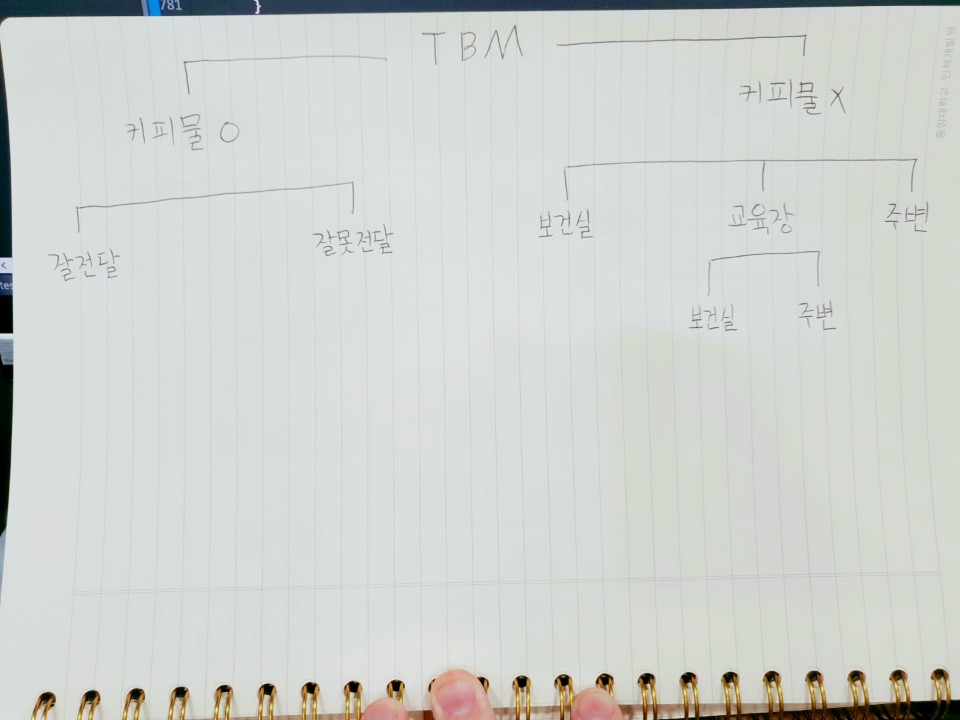 781 }
TBM
커피물 O
커피물 X
잘전달
잘못전달
보건실
교육장
주변
보건실
주변
중앙대학교 인재개발원